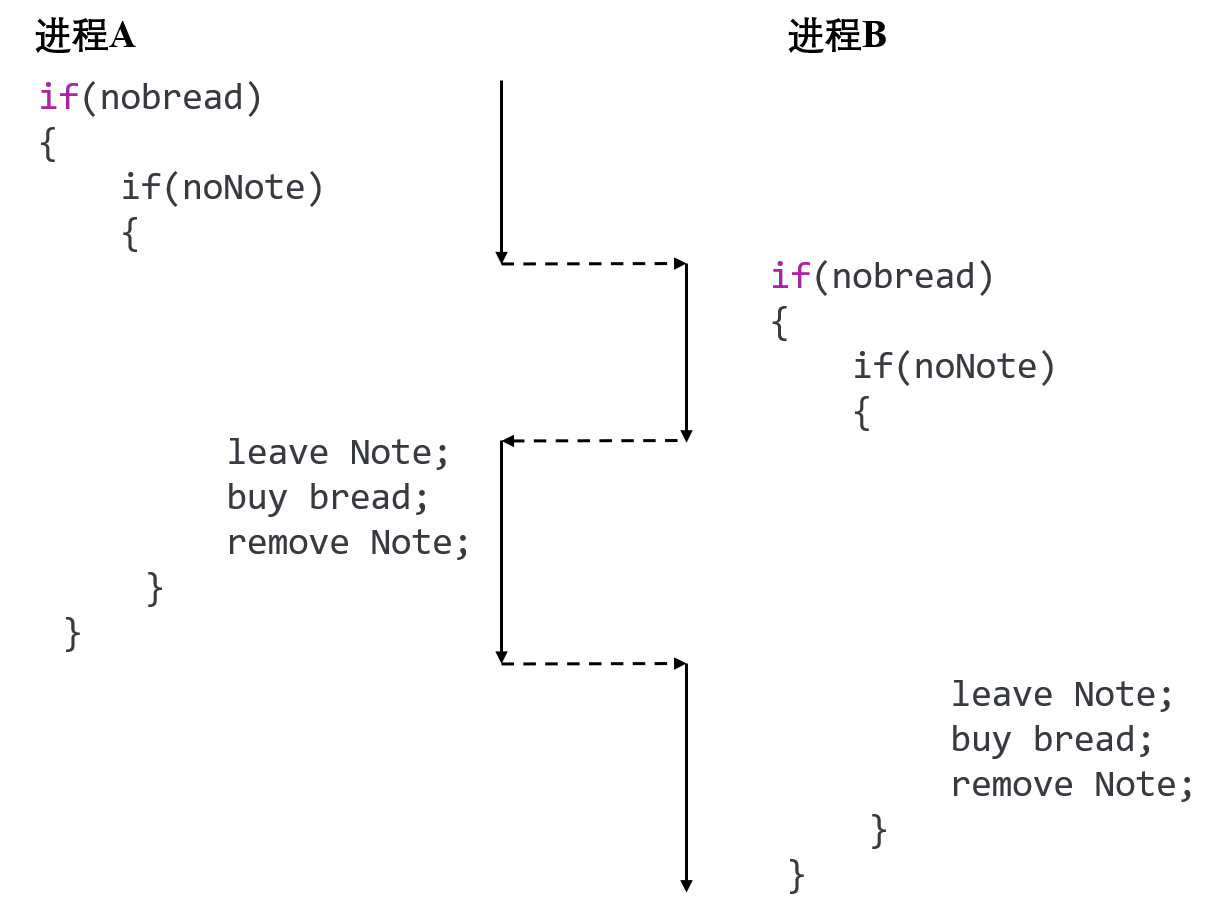 进程A
进程B
if(nobread)
{
if(noNote)
{
if(nobread)
{
if(noNote)
{
leave Note;
buy bread;
remove Note;
}
}
leave Note;
buy bread;
remove Note;
}
}